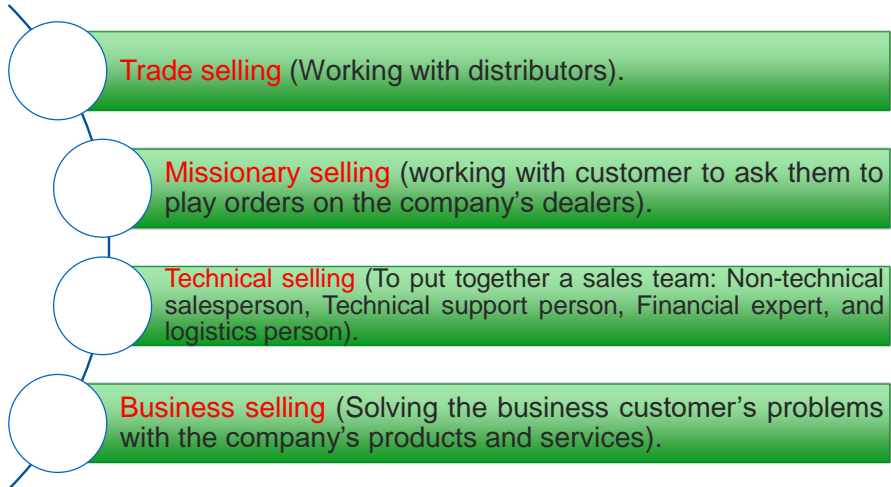 Trade selling (Working with distributors).
Missionary selling (working with customer to ask them to
play orders on the company’s dealers).
Technical selling (To put together a sales team: Non-technical
salesperson, Technical support person, Financial expert, and
logistics person).
Business selling (Solving the business customer’s problems
with the company’s products and services).